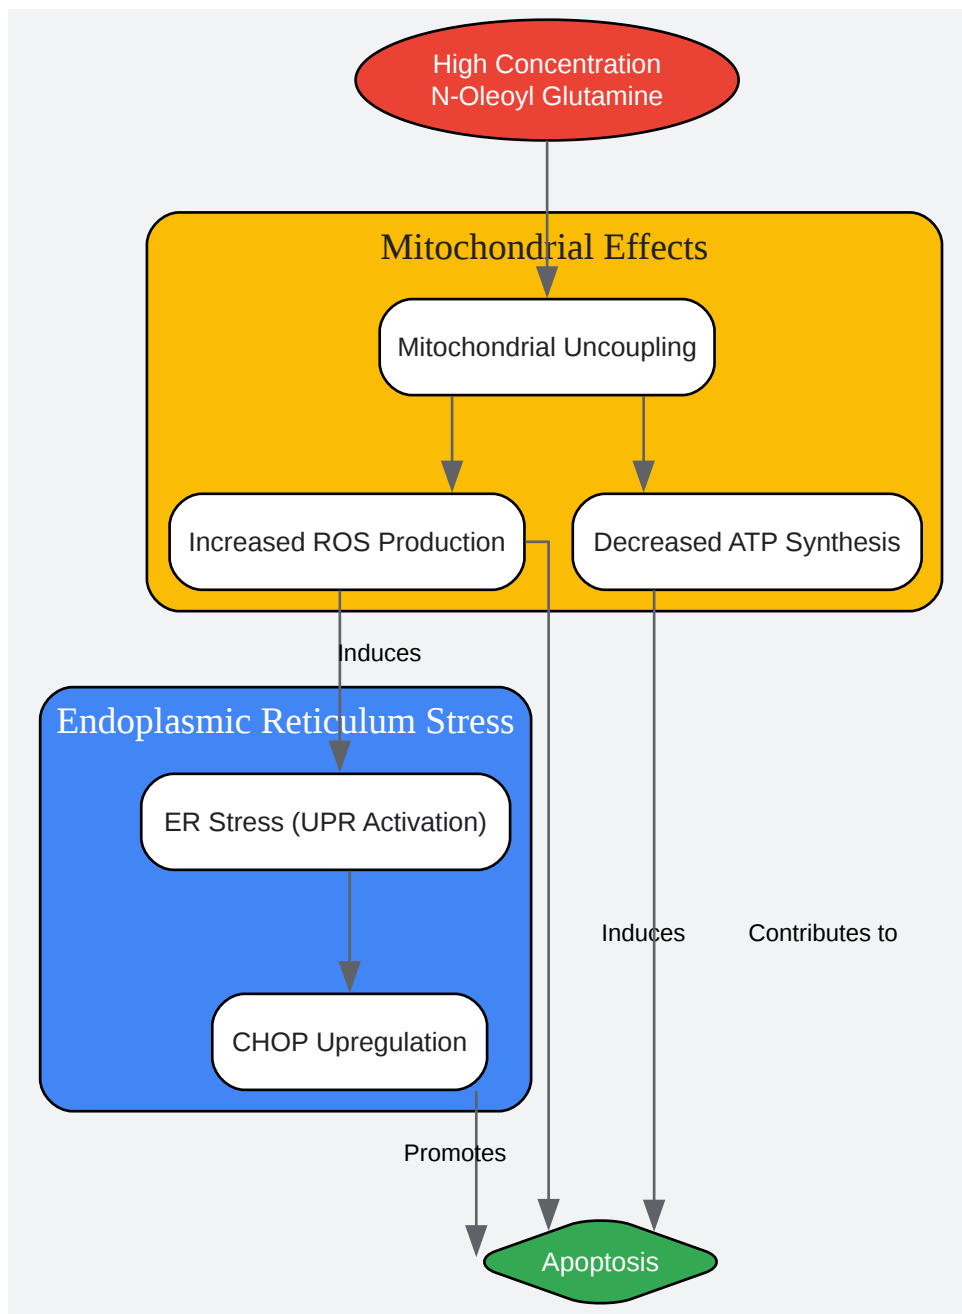 High Concentration
N-Oleoyl Glutamine
Mitochondrial Effects
Mitochondrial Uncoupling
Increased ROS Production
Decreased ATP Synthesis
Induces
Endoplasmic Reticulum Stress
ER Stress (UPR Activation)
Induces
Contributes to
CHOP Upregulation
Promotes
Apoptosis